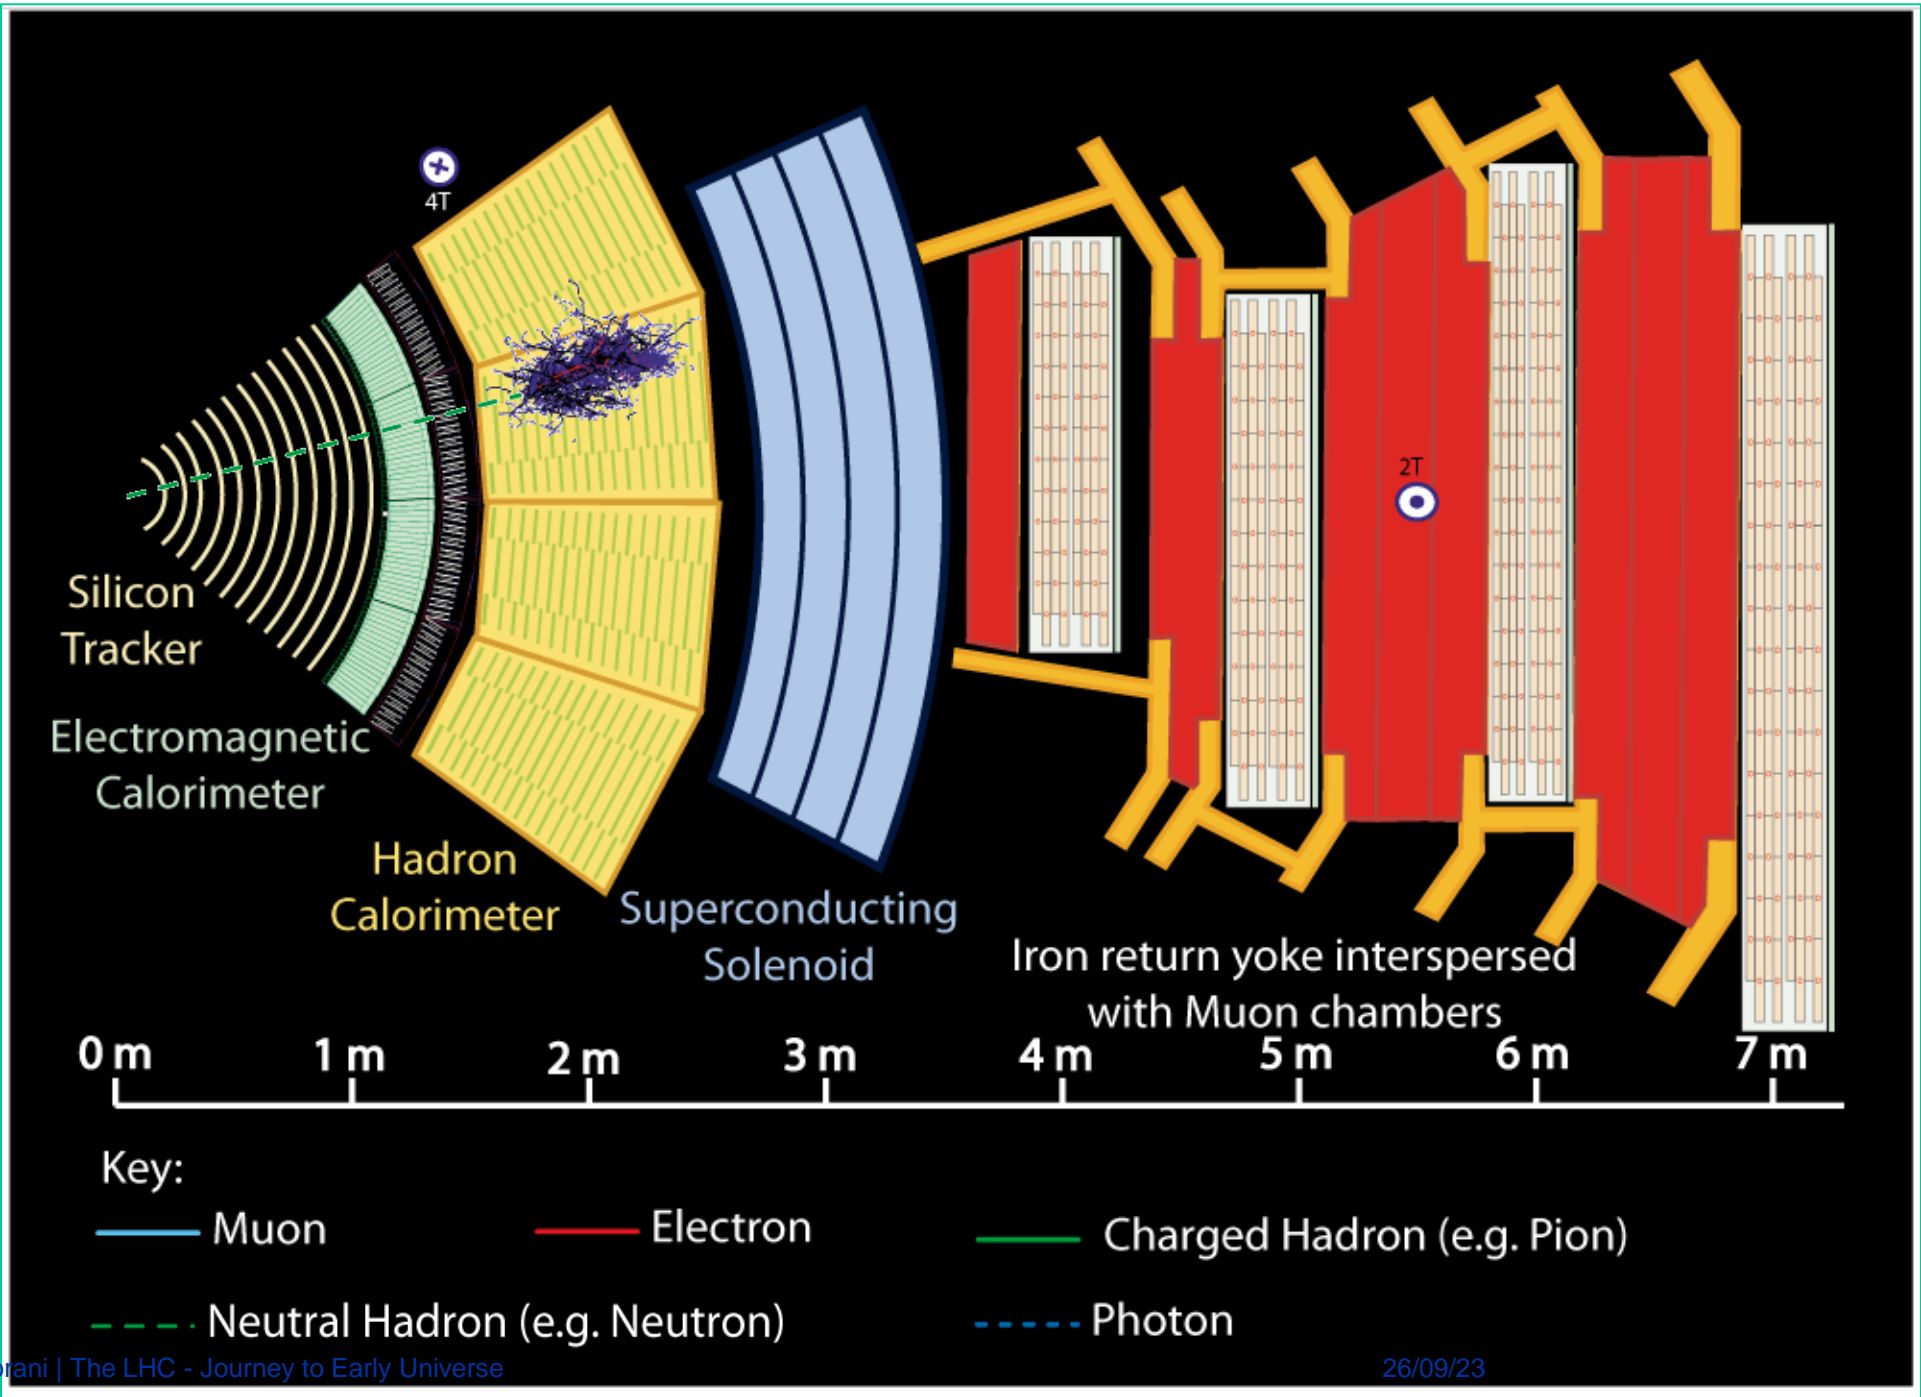 4T
2T
Silicon
Tracker
Electromagnetic
Calorimeter
Hadron
Calorimeter
Superconducting
Solenoid
Iron return yoke interspersed
with Muon chambers
0 m 1 m 2 m 3 m 4 m 5 m 6 m 7 m
Key:
Muon Electron Charged Hadron (e.g. Pion)
Neutral Hadron (e.g. Neutron) Photon
| The LHC - Journey to Early Universe 26/09/23